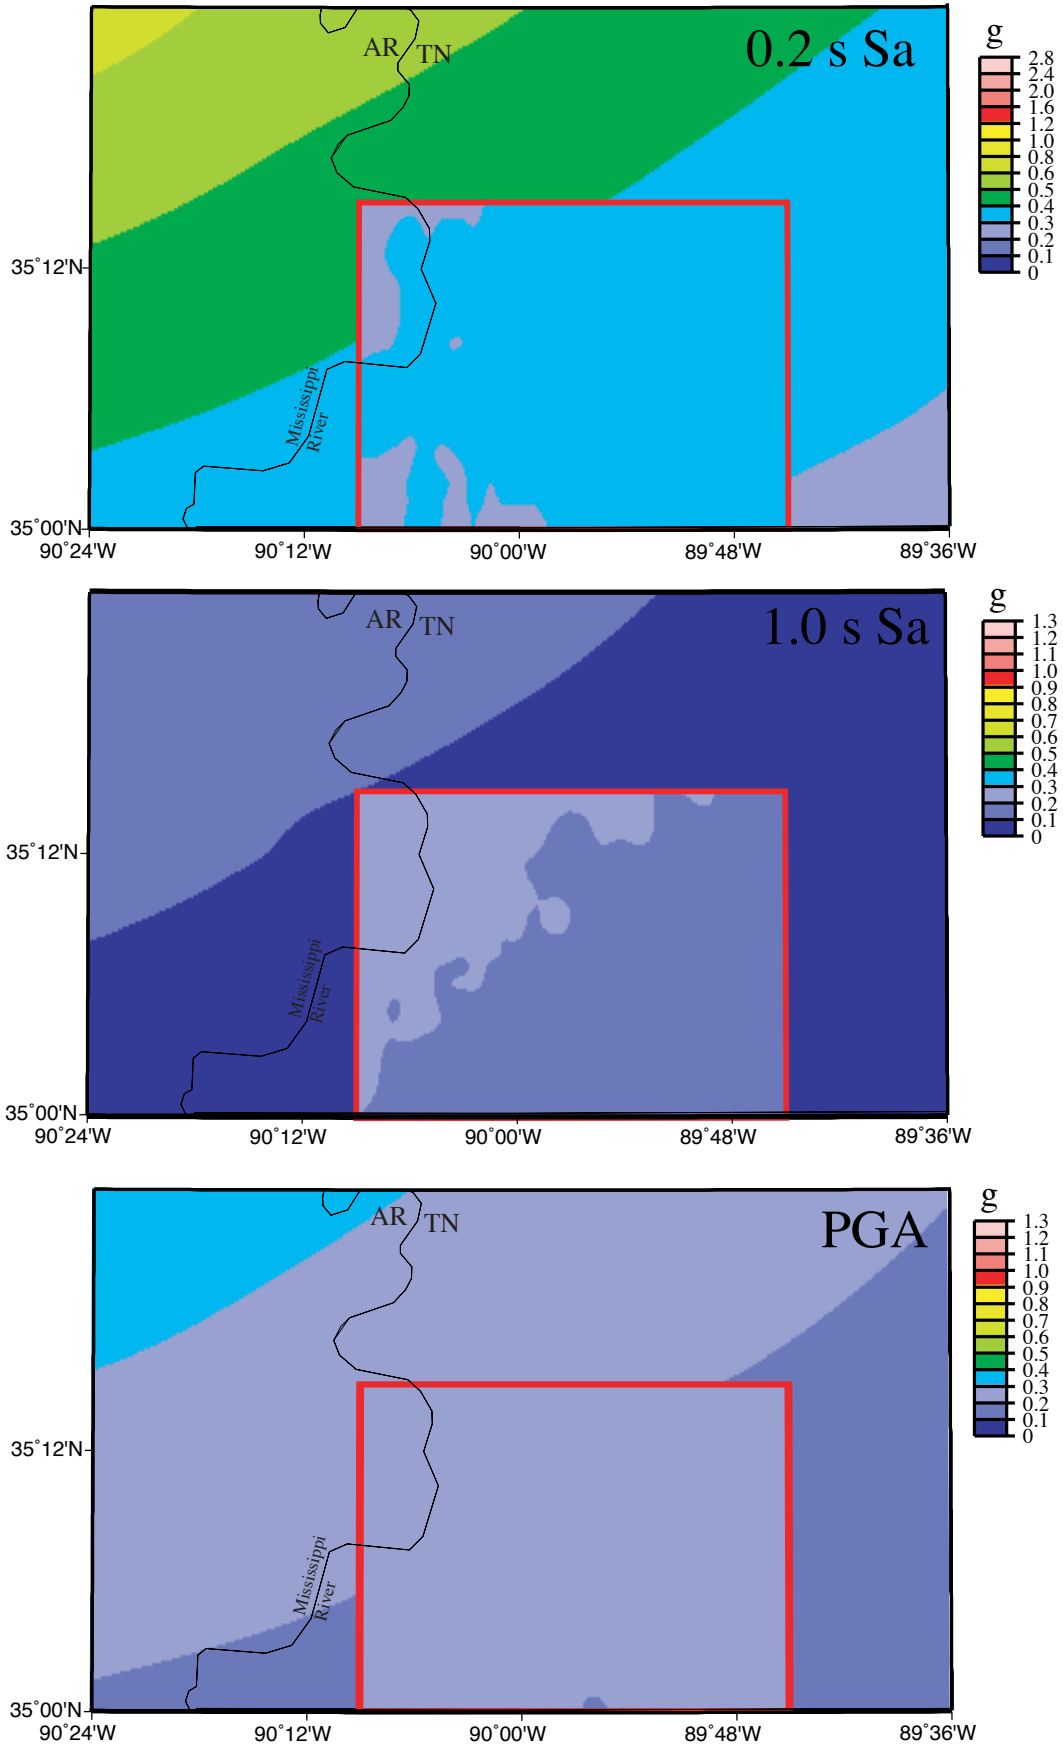 AR TN
0.2 s Sa
g
2.8
2.4
2.0
1.6
1.2
1.0
0.8
0.6
0.5
0.4
0.3
0.2
0.1
0
35°12'N
Mississippi
River
35°00'N
90°24'W 90°12'W 90°00'W 89°48'W 89°36'W
AR TN
1.0 s Sa
g
1.3
1.2
1.1
1.0
0.9
0.8
0.7
0.6
0.5
0.4
0.3
0.2
0.1
0
35°12'N
Mississippi
River
35°00'N
90°24'W 90°12'W 90°00'W 89°48'W 89°36'W
AR TN
PGA
g
1.3
1.2
1.1
1.0
0.9
0.8
0.7
0.6
0.5
0.4
0.3
0.2
0.1
0
35°12'N
Mississippi
River
35°00'N
90°24'W 90°12'W 90°00'W 89°48'W 89°36'W